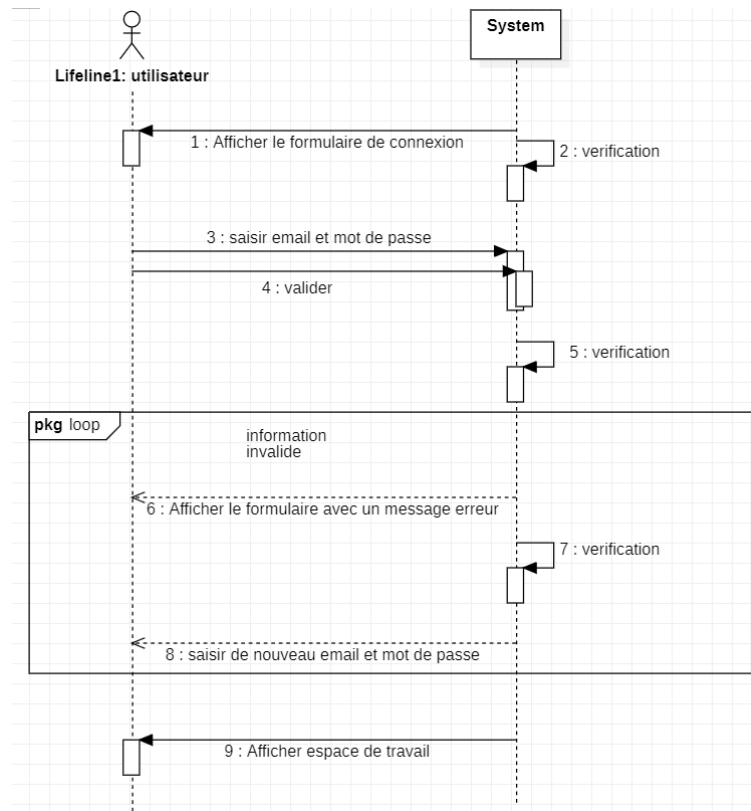 System
Lifeline1: utilisateur
1 : Afficher le formulaire de connexion
2 : verification
3 : saisir email et mot de passe
4 : valider
5 : verification
pkg loop
information
invalide
6 : Afficher le formulaire avec un message erreur
7 : verification
8 : saisir de nouveau email et mot de passe
9 : Afficher espace de travail